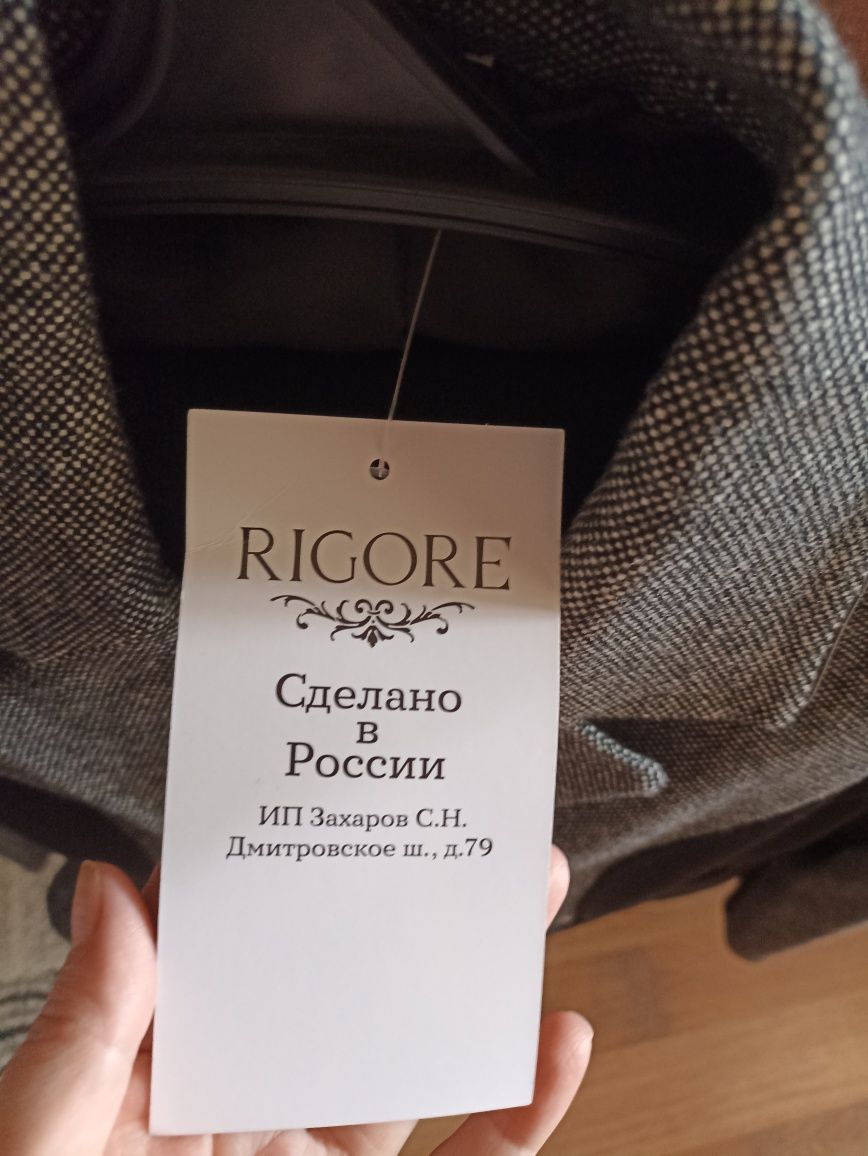 RIGORE
Сделано
в
России
ИП Захаров С.Н.
Дмитровское ш., д.79